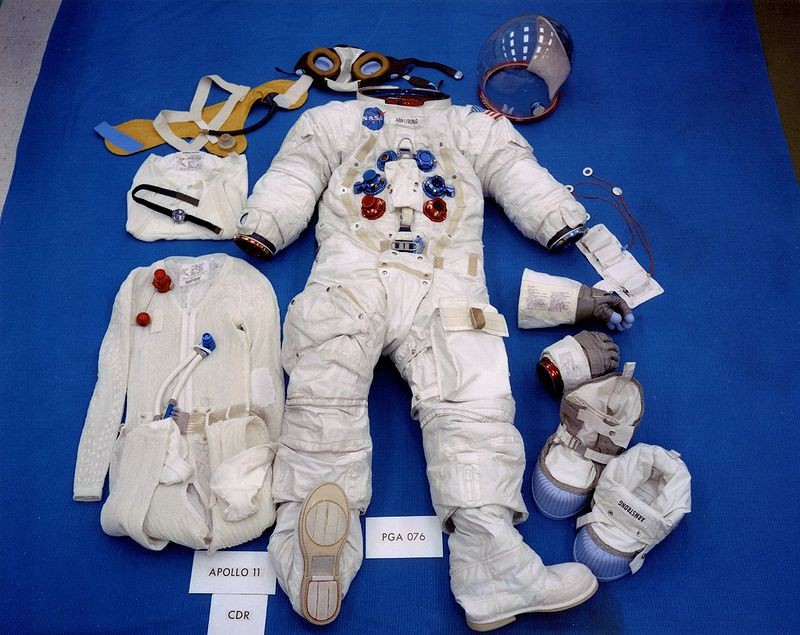 NASA
ARMSTRONG
ARMSTRONG
PGA 076
APOLLO 11
CDR